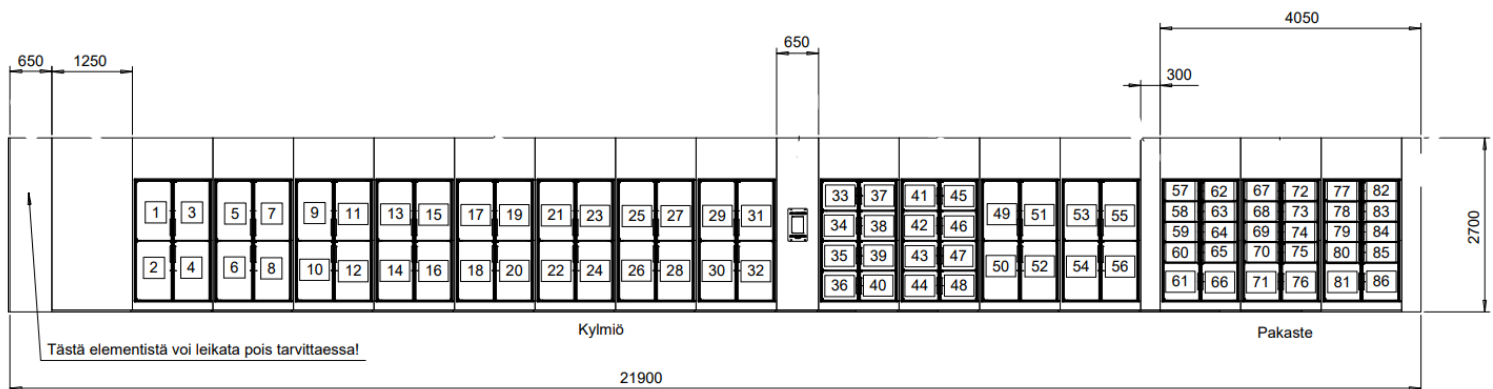 4050
650 1250 650
300
33 37 41 45 57 62 67 72 77 82
1 3 5 7 9 11 13 15 17 19 21 23 25 27 29 31 49 51 53 55
34 38 42 46 58 63 68 73 78 83
59 64 69 74 79 84
2 4 6 8 10 12 14 16 18 20 22 24 26 28 30 32 35 39 43 47 50 52 54 56 60 65 70 75 80 85
36 40 44 48 61 66 71 76 81 86
2700
Kylmiö Pakaste
Tästä elementistä voi leikata pois tarvittaessa!
21900